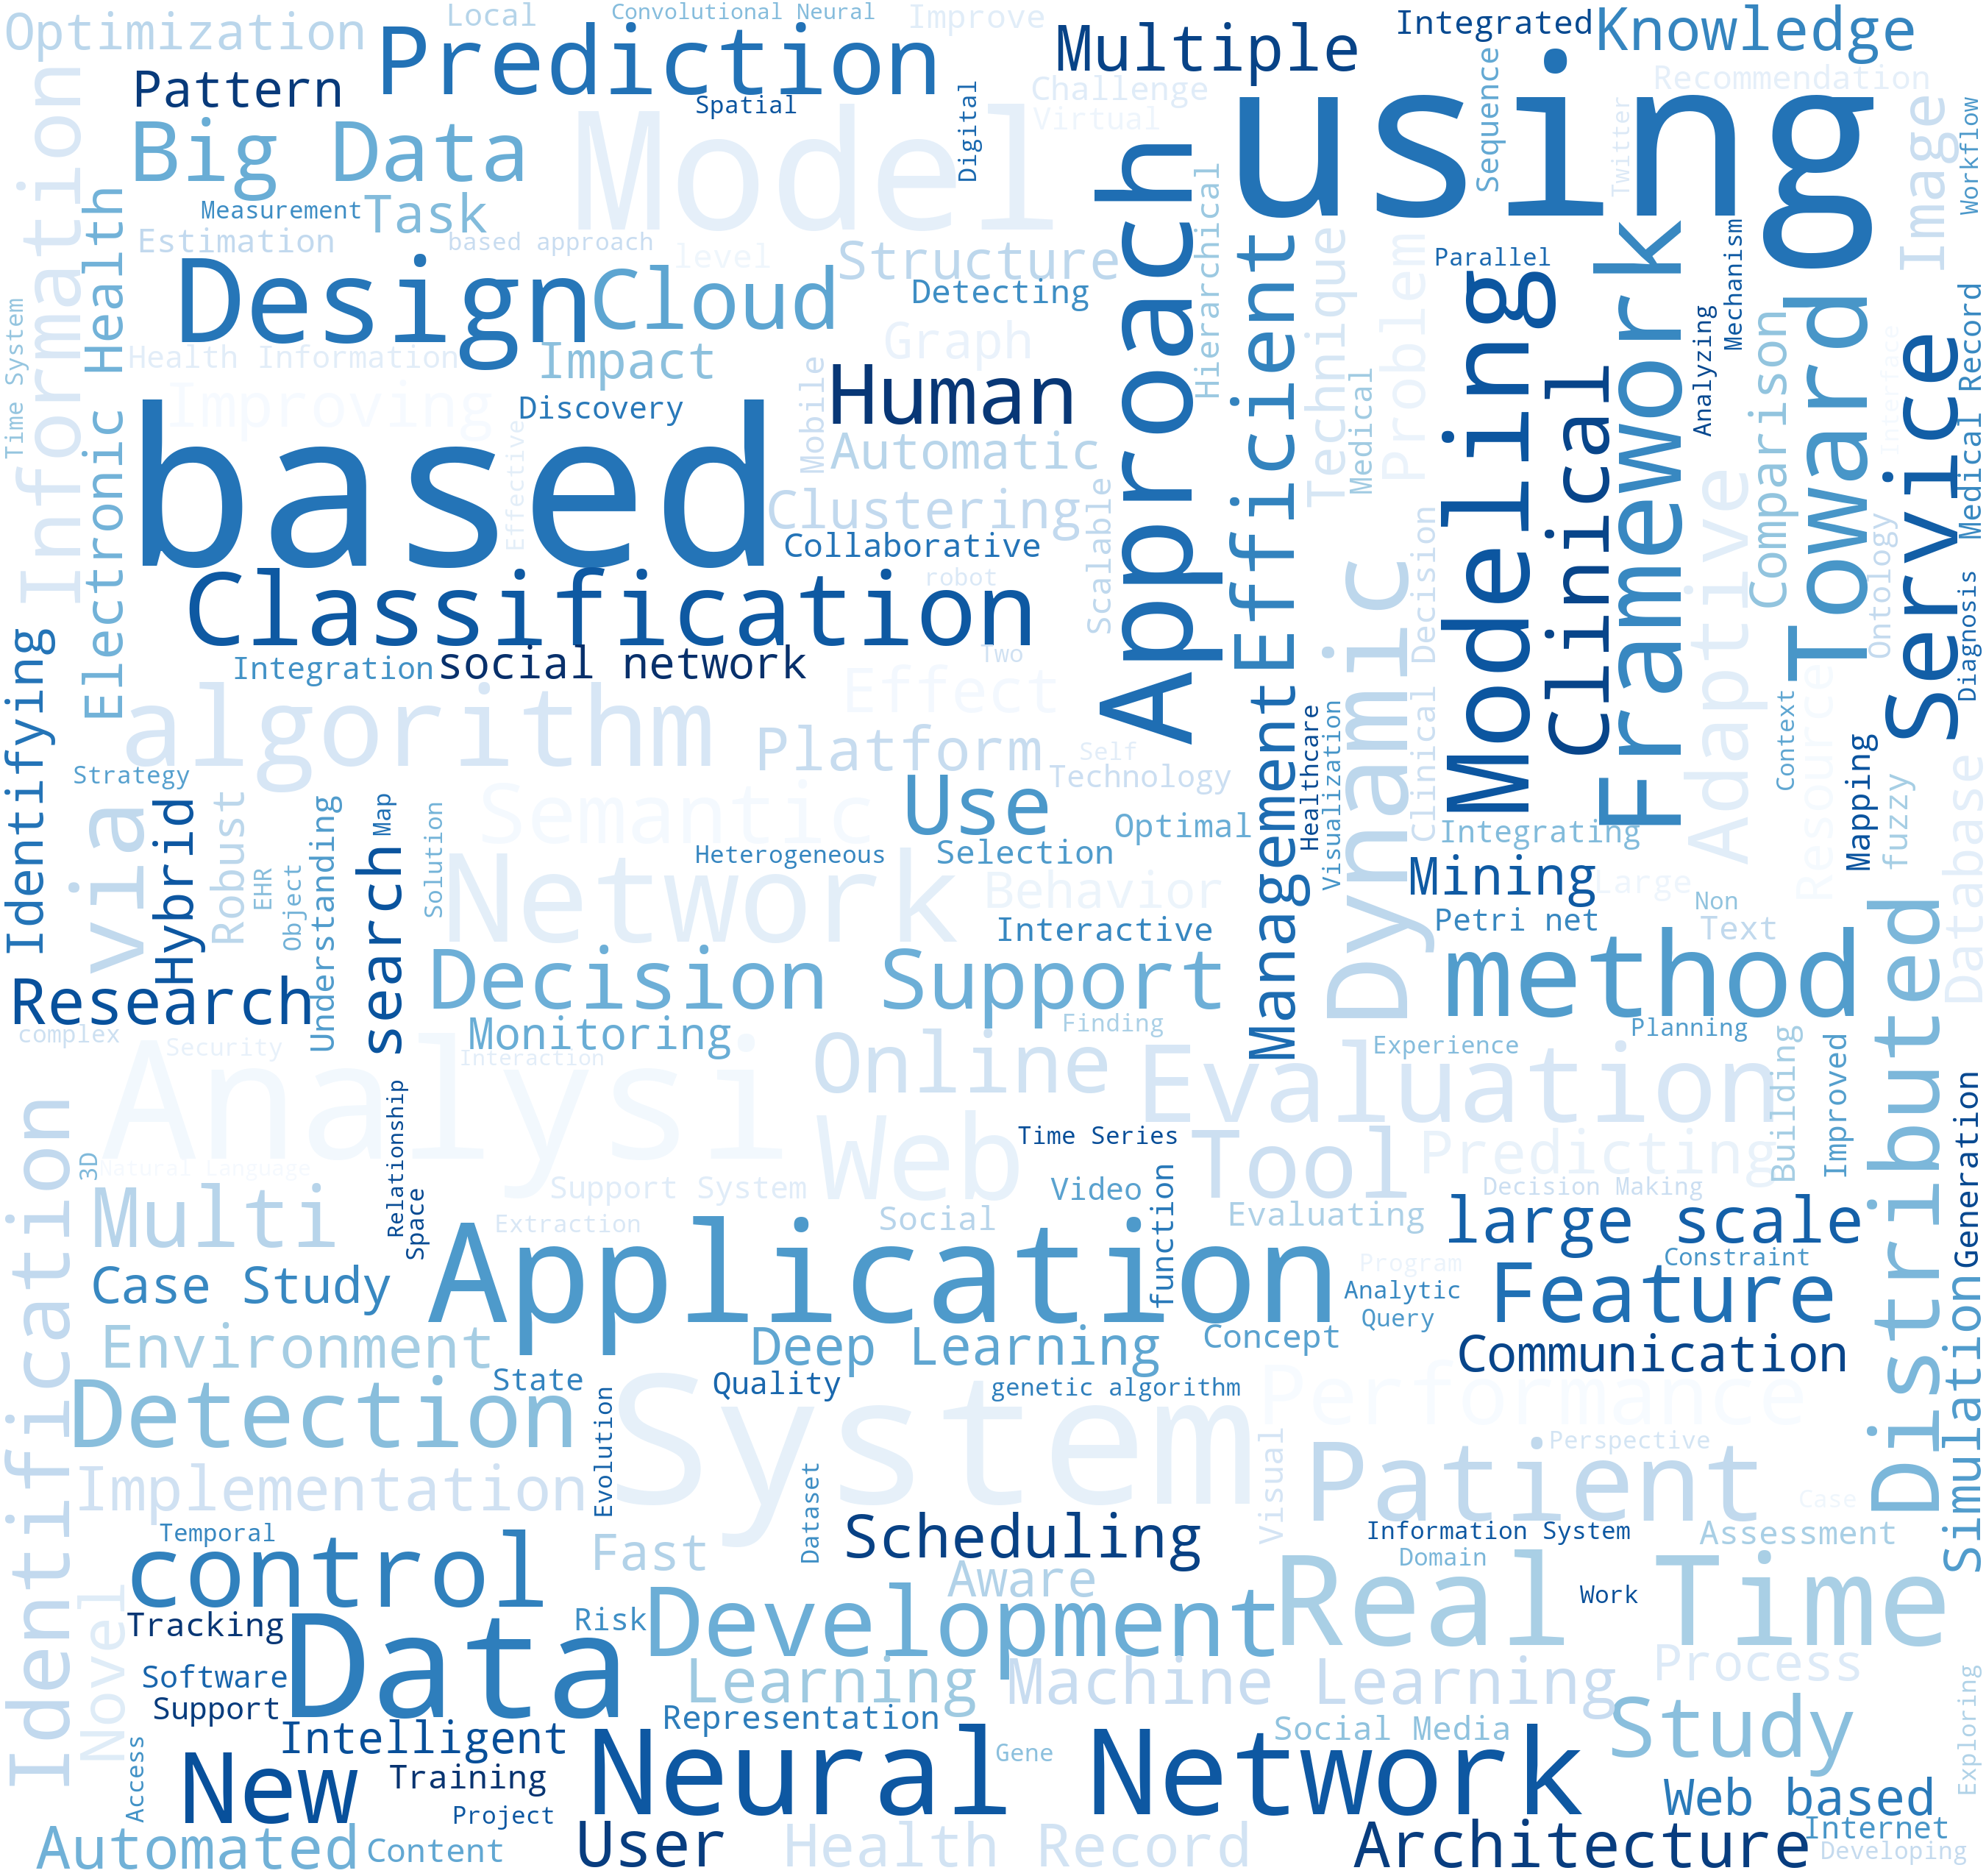 Optimization
Local
Convolutional Neural
Improve
Prediction
Multiple
Integrated
Knowledge
Pattern
Spatial
Digital
Challenge
Virtual
Sequence
Recommendation
Twitter
Image
Workflow
Big Data
Model
using
Information
Health
Measurement
Task
Estimation
based approach
level
Structure
Approach
Hierarchical
Efficient
Technique
Problem
Parallel
Framework
Mechanism
Toward
Design
Cloud
Detecting
Time System
Health Information
Impact
Graph
Modeling
Analyzing
Comparison
Interface
Service
Medical Record
Improving
Discovery
Mobile
Human
Medical
Clinical
based
Effective
Automatic
Electronic
Clustering
Scalable
Collaborative
Adaptive
Ontology
Classification
robot
Dynamic
Clinical Decision
Diagnosis
Identifying
Integration
social network
Two
Effect
algorithm
Platform
Self
Technology
Management
Healthcare
Visualization
Context
Mapping
Resource
Database
Strategy
via
Hybrid
Robust
EHR
Object
Understanding
search
Map
Solution
Semantic
Use
Optimal
Integrating
fuzzy
Network
Heterogeneous
Selection
Mining
Large
Behavior
Petri net
Non
Text
Interactive
Decision Support
method
Distributed
Research
complex
Security
Monitoring
Interaction
Finding
Planning
Online
Experience
Analysi
Evaluation
Building
Improved
Identification
Relationship
Space
Web
Time Series
Tool
Predicting
Generation
3D
Natural Language
Support System
Video
function
Decision Making
Multi
Extraction
Social
Evaluating
large scale
Application
Program
Constraint
Case Study
Analytic
Feature
Simulation
Query
Environment
Deep Learning
Concept
Communication
State
Quality
genetic algorithm
Performance
Detection
System
Evolution
Visual
Patient
Perspective
Implementation
Dataset
Case
Temporal
Fast
Scheduling
Information System
Assessment
control
Aware
Domain
Real Time
Work
Novel
Tracking
Data
Risk
Development
Software
Learning
Machine Learning
Process
Exploring
Support
Representation
Study
Intelligent
Social Media
Access
New
Training
Neural Network
Gene
Web based
Project
Automated
Content
User
Health Record
Architecture
Internet
Developing